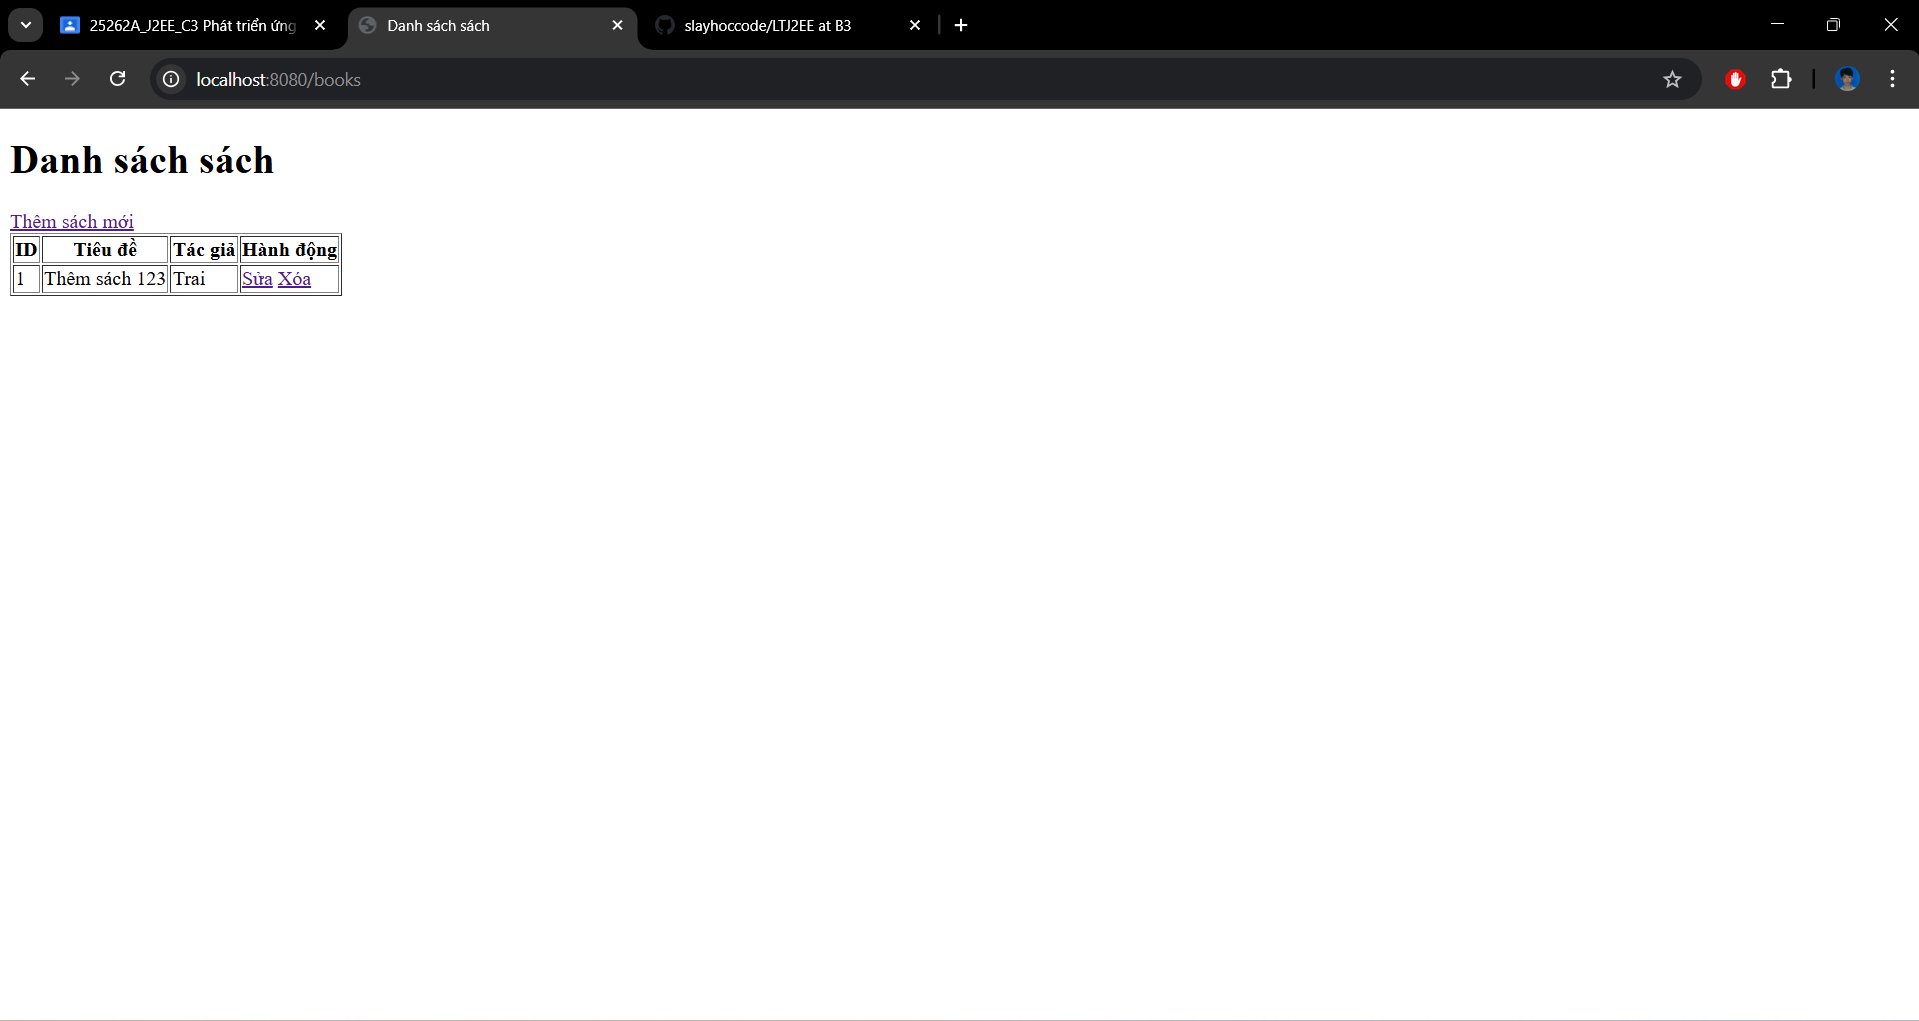 25262A_J2EE_C3 Phát triển ứng
Danh sách sách
slayhoccode/LTJ2EE at B3
localhost:8080/books
Danh sách sách
Thêm sách mới
ID Tiêu đề Tác giả Hành động
1 Thêm sách 123 Trai Sửa Xóa